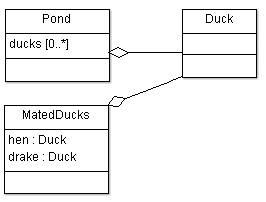 Pond
ducks [0..*]
Duck
MatedDucks
hen : Duck
drake : Duck